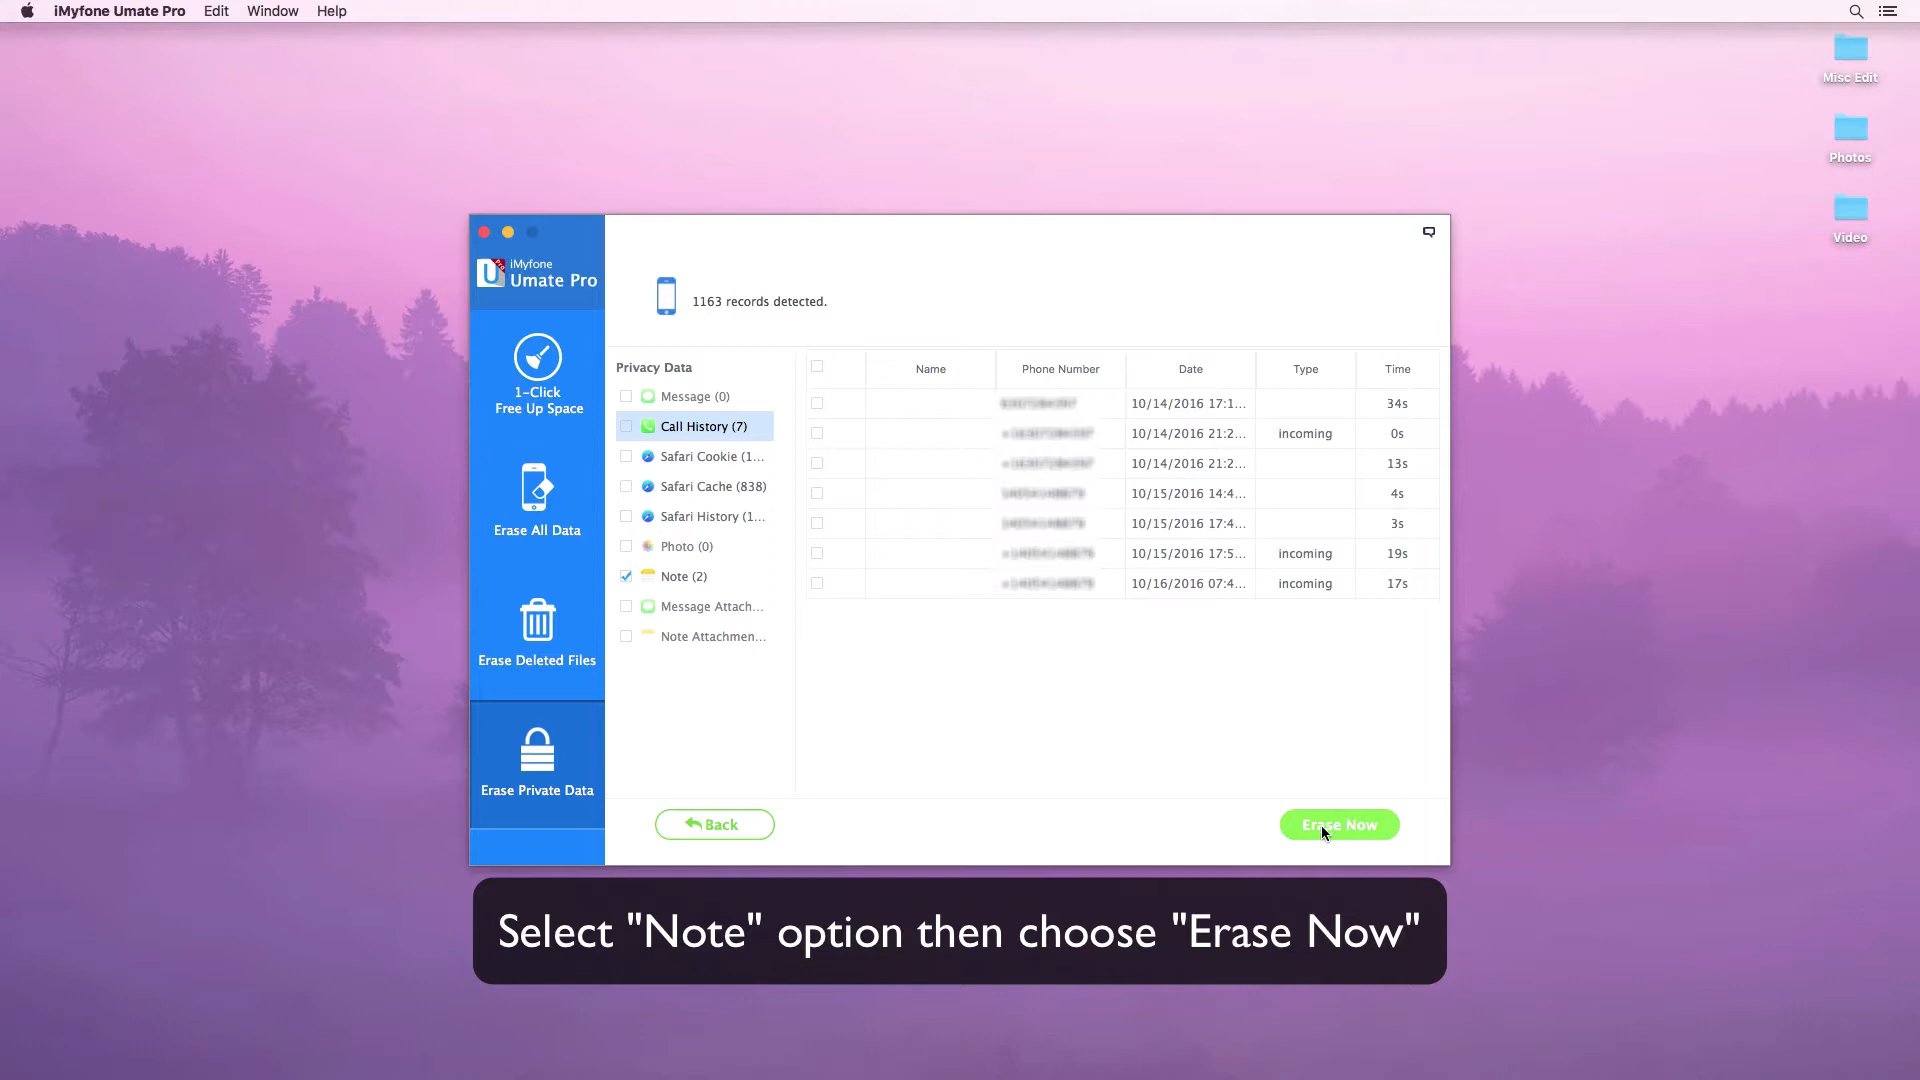 iMyfone Umate Pro Edit Window Help
Misc Edit
Photos
Video
iMyfone
Umate Pro
1-Click
Free Up Space
Erase All Data
Erase Deleted Files
Erase Private Data
1163 records detected.
Privacy Data
Message (0)
Call History (7)
Safari Cookie (1...
Safari Cache (838)
Safari History (1...
Photo (0)
Note (2)
Message Attach...
Note Attachmen...
Name Phone Number Date Type Time
10/14/2016 17:1... 34s
10/14/2016 21:2... incoming 0s
10/14/2016 21:2... 13s
10/15/2016 14:4... 4s
10/15/2016 17:4... 3s
10/15/2016 17:5... incoming 19s
10/16/2016 07:4... incoming 17s
Back
Erase Now
Select "Note" option then choose "Erase Now"